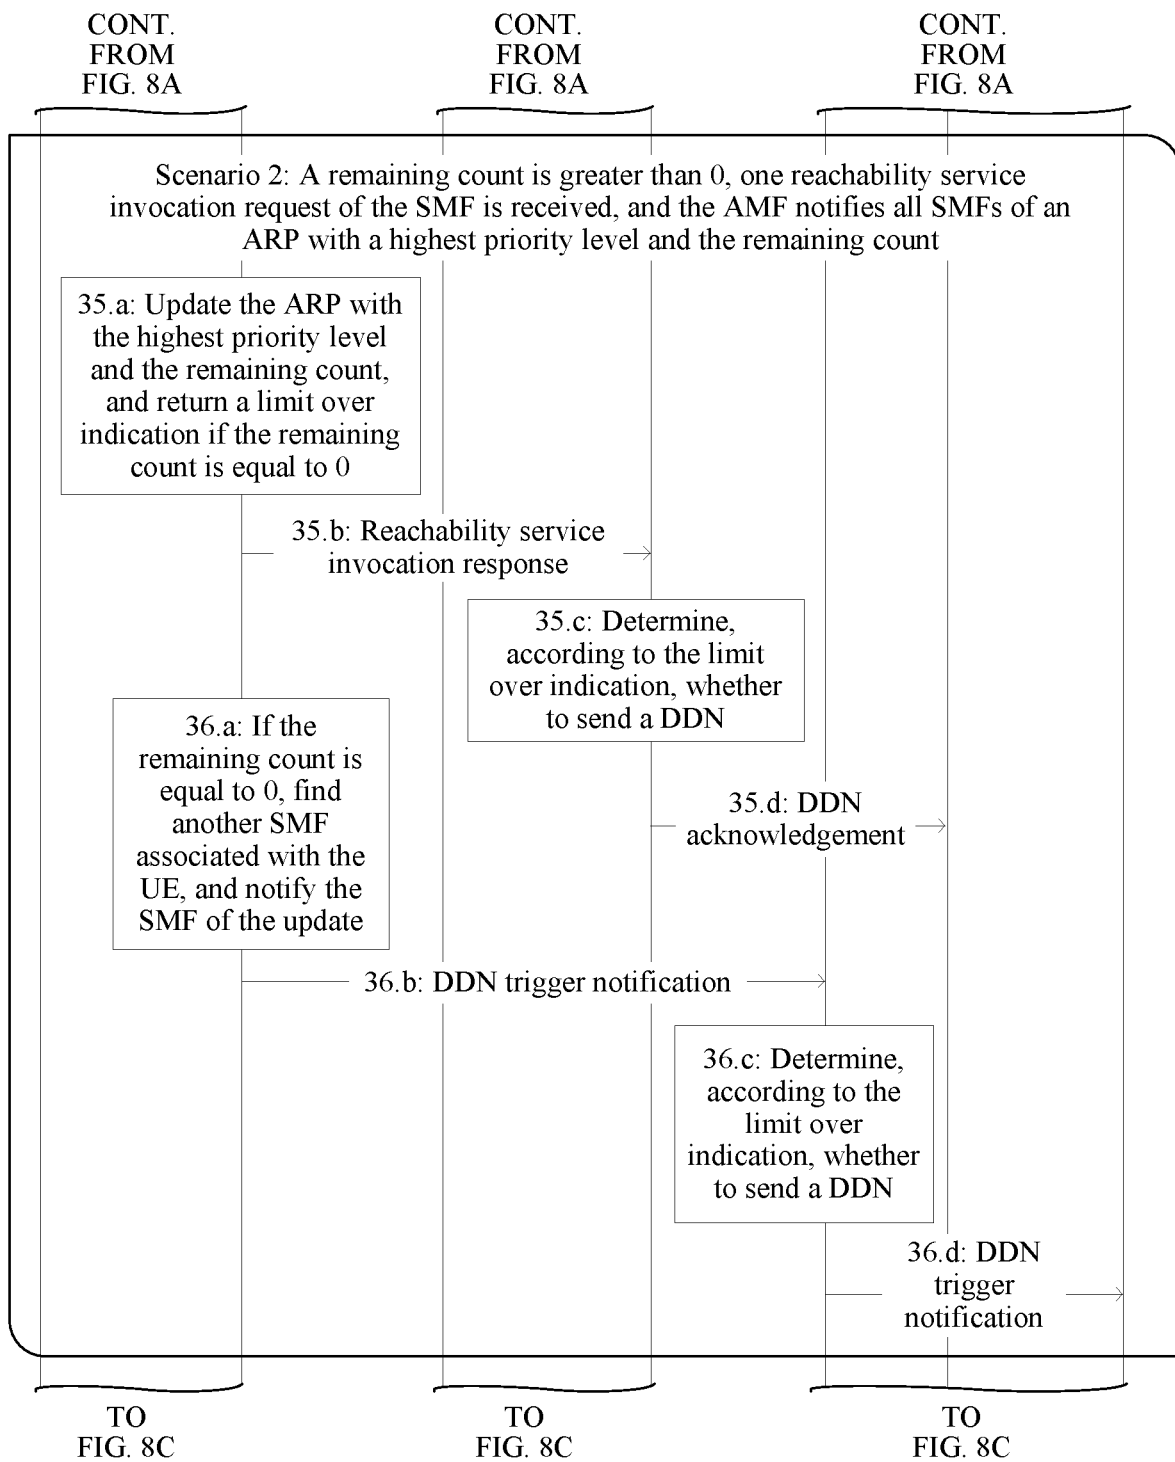 CONT.
FROM
FIG. 8A
CONT.
FROM
FIG. 8A
CONT.
FROM
FIG. 8A
Scenario 2: A remaining count is greater than 0, one reachability service
invocation request of the SMF is received, and the AMF notifies all SMFs of an
ARP with a highest priority level and the remaining count
35.a: Update the ARP with
the highest priority level
and the remaining count,
and return a limit over
indication if the remaining
count is equal to 0
35.b: Reachability service
invocation response
35.c: Determine,
according to the limit
over indication, whether
to send a DDN
36.a: If the
remaining count is
equal to 0, find
another SMF
associated with the
UE, and notify the
SMF of the update
35.d: DDN
acknowledgement
36.b: DDN trigger notification
36.c: Determine,
according to the
limit over
indication, whether
to send a DDN
36.d: DDN
trigger
notification
TO
FIG. 8C
TO
FIG. 8C
TO
FIG. 8C